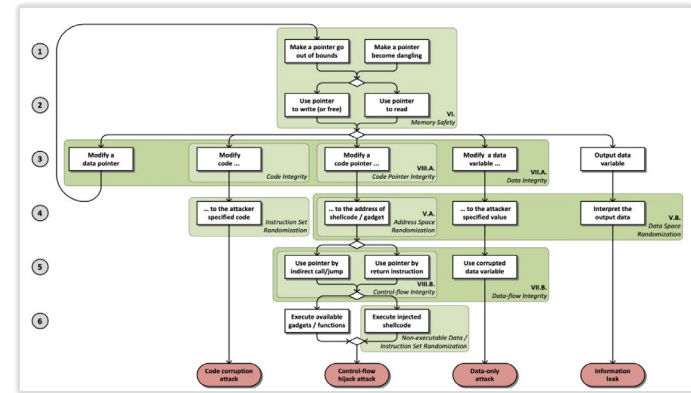 1
Make a pointer go
out of bounds
Make a pointer
become dangling
2
Use pointer
to write (or free)
Use pointer
to read
VI.
Memory Safety
3
Modify a
data pointer
Modify
code ...
Code Integrity
Modify a
code pointer ...
VIII.A.
Code Pointer Integrity
Modify a data
variable ...
VII.A.
Data Integrity
Output data
variable
4
... to the attacker
specified code
Instruction Set
Randomization
... to the address of
shellcode / gadget
V.A.
Address Space
Randomization
... to the attacker
specified value
Interpret the
output data
V.B.
Data Space
Randomization
5
Use pointer by
indirect call/jump
Use pointer by
return instruction
VIII.B.
Control-flow Integrity
Use corrupted
data variable
VII.B.
Data-flow Integrity
6
Execute available
gadgets / functions
Execute injected
shellcode
Non-executable Data /
Instruction Set Randomization
Code corruption
attack
Control-flow
hijack attack
Data-only
attack
Information
leak